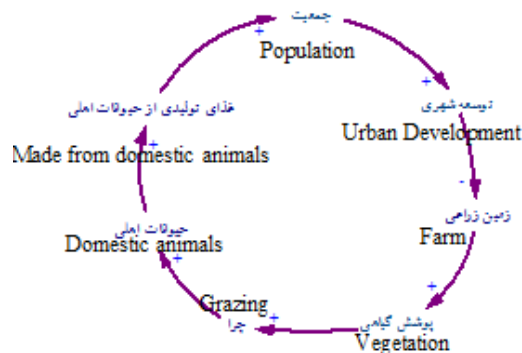 جمعیت
+
Population
+
توسعه شهری
Urban Development
-
زمین زراعی
Farm
+
پوشش گیاهی
Vegetation
+
Grazing
چرا
+
حیوانات اهلی
Domestic animals
+
غذای تولیدی از حیوانات اهلی
Made from domestic animals